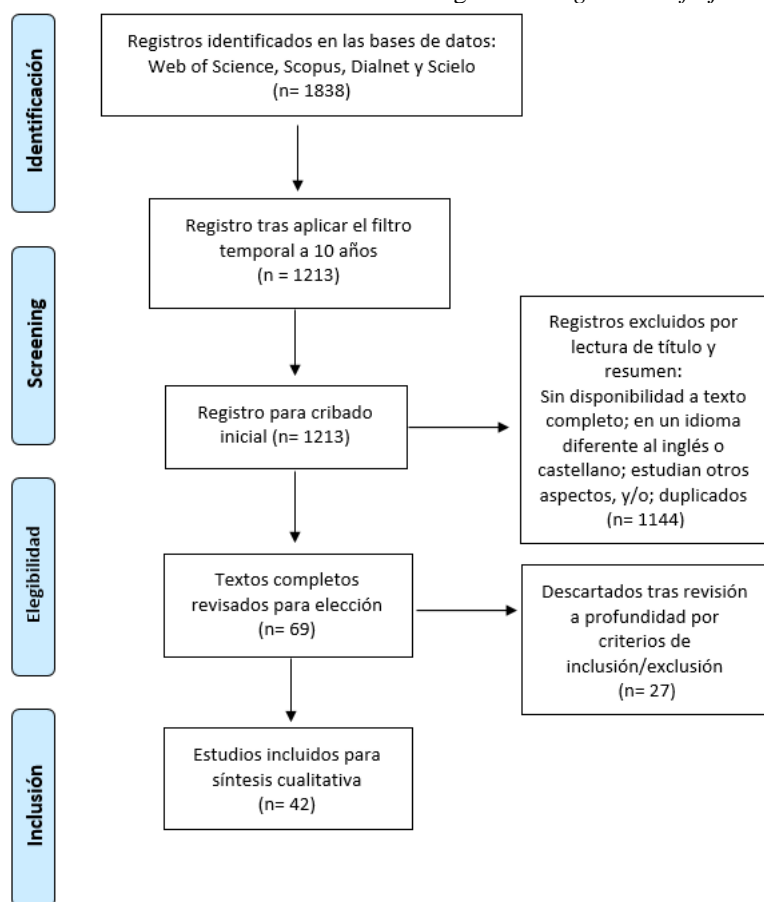 Identificación
Registros identificados en las bases de datos:
Web of Science, Scopus, Dialnet y Scielo
(n= 1838)
Registro tras aplicar el filtro
temporal a 10 años
(n = 1213)
Screening
Registro para cribado
inicial (n= 1213)
Registros excluidos por
lectura de título y
resumen:
Sin disponibilidad a texto
completo; en un idioma
diferente al inglés o
castellano; estudian otros
aspectos, y/o; duplicados
(n= 1144)
Elegibilidad
Textos completos
revisados para elección
(n= 69)
Descartados tras revisión
a profundidad por
criterios de
inclusión/exclusión
(n= 27)
Inclusión
Estudios incluidos para
síntesis cualitativa
(n= 42)